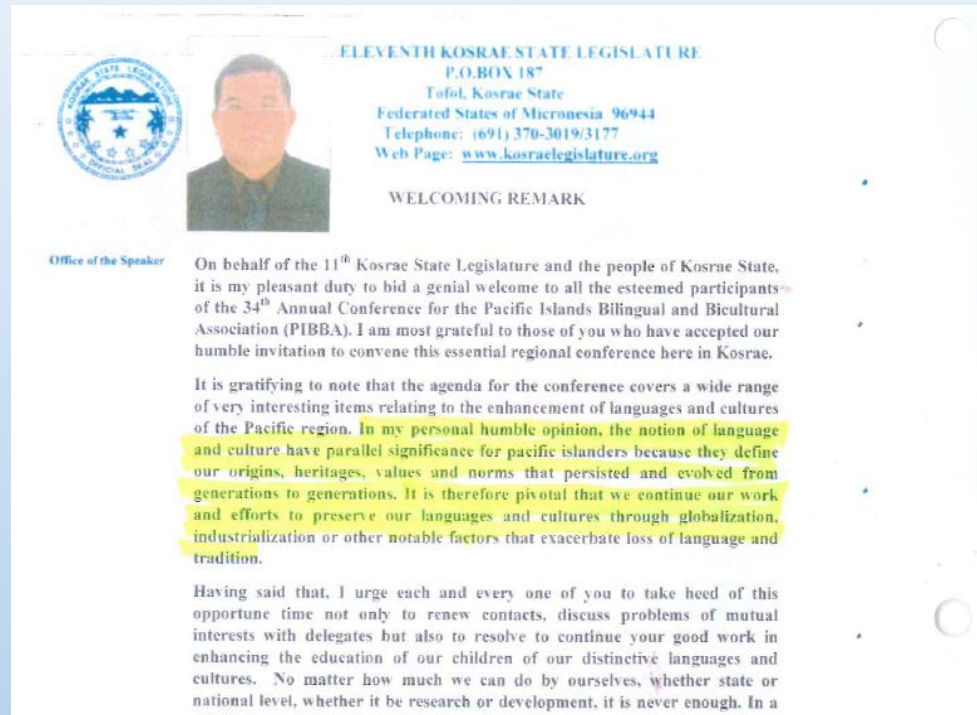 ELEVENTH KOSRAE STATE LEGISLATURE
P.O.BOX 187
Tofol, Kosrae State
Federated States of Micronesia 96944
Telephone: (691) 370-3019/3177
Web Page: www.kosraelegislature.org
KOSRAE STATE LEGISLATURE
OFFICIAL SEAL
WELCOMING REMARK
Office of the Speaker
On behalf of the 11th Kosrae State Legislature and the people of Kosrae State,
it is my pleasant duty to bid a genial welcome to all the esteemed participants
of the 34th Annual Conference for the Pacific Islands Bilingual and Bicultural
Association (PIBBA). I am most grateful to those of you who have accepted our
humble invitation to convene this essential regional conference here in Kosrae.
It is gratifying to note that the agenda for the conference covers a wide range
of very interesting items relating to the enhancement of languages and cultures
of the Pacific region. In my personal humble opinion, the notion of language
and culture have parallel significance for pacific islanders because they define
our origins, heritages, values and norms that persisted and evolved from
generations to generations. It is therefore pivotal that we continue our work
and efforts to preserve our languages and cultures through globalization,
industrialization or other notable factors that exacerbate loss of language and
tradition.
Having said that, I urge each and every one of you to take heed of this
opportune time not only to renew contacts, discuss problems of mutual
interests with delegates but also to resolve to continue your good work in
enhancing the education of our children of our distinctive languages and
cultures. No matter how much we can do by ourselves, whether state or
national level, whether it be research or development, it is never enough. In a